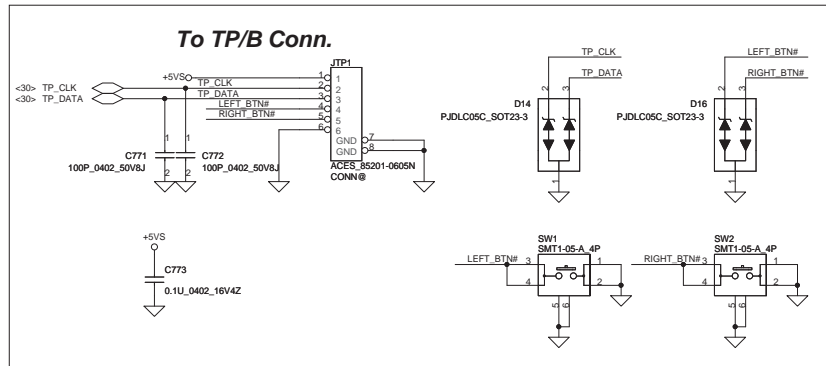 To TP/B Conn.
JTP1
+5VS
<30> TP_CLK
<30> TP_DATA
TP_CLK
TP_DATA
LEFT_BTN#
RIGHT_BTN#
1
2
3
4
5
6
1
2
3
4
5
6
GND
GND
7
8
ACES_85201-0605N
CONN@
1
1
C771
100P_0402_50V8J
2
C772
100P_0402_50V8J
2
+5VS
C773
0.1U_0402_16V4Z
TP_CLK
TP_DATA
2
3
D14
PJDLC05C_SOT23-3
1
LEFT_BTN#
RIGHT_BTN#
2
3
D16
PJDLC05C_SOT23-3
1
SW1
SMT1-05-A_4P
LEFT_BTN#
3
1
4
2
5
6
SW2
SMT1-05-A_4P
RIGHT_BTN#
3
1
4
2
5
6